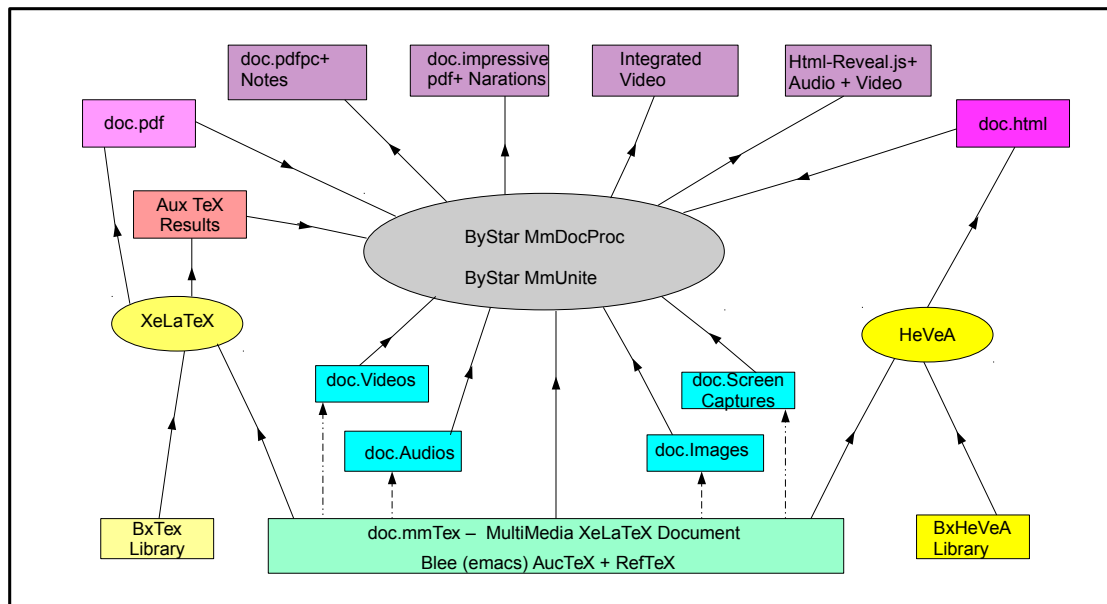 doc.pdfpc+
Notes
doc.impressive
pdf+ Narations
Integrated
Video
Html-Reveal.js+
Audio + Video
doc.pdf
doc.html
Aux TeX
Results
ByStar MmDocProc
ByStar MmUnite
XeLaTeX
HeVeA
doc.Videos
doc.Screen
Captures
doc.Audios
doc.Images
BxTex
Library
doc.mmTex – MultiMedia XeLaTeX Document
Blee (emacs) AucTeX + RefTeX
BxHeVeA
Library